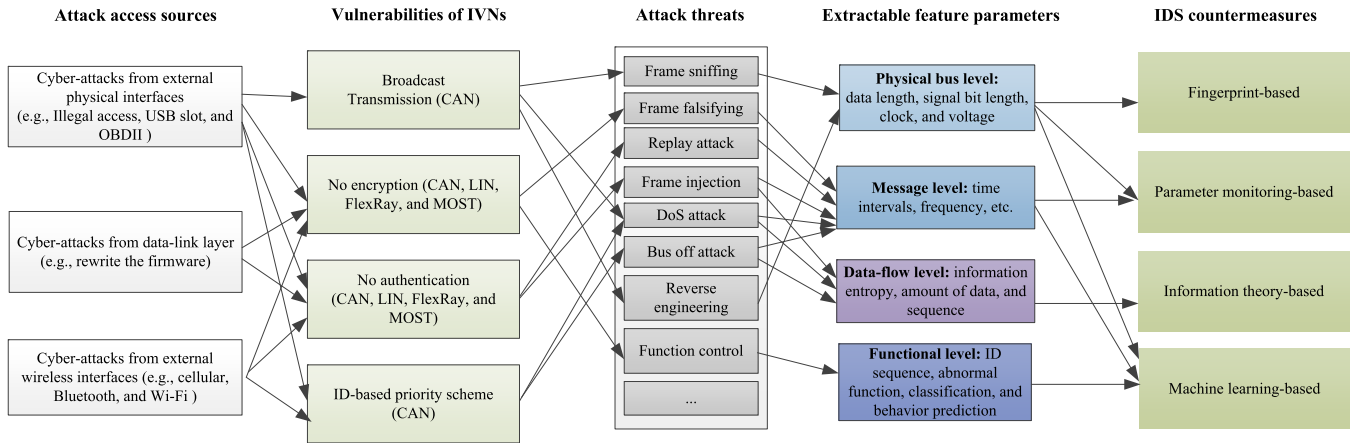 Attack access sources
Vulnerabilities of IVNs
Attack threats
Extractable feature parameters
IDS countermeasures
Cyber-attacks from external
physical interfaces
(e.g., Illegal access, USB slot, and
OBDII )
Cyber-attacks from data-link layer
(e.g., rewrite the firmware)
Cyber-attacks from external
wireless interfaces (e.g., cellular,
Bluetooth, and Wi-Fi )
Broadcast
Transmission (CAN)
No encryption (CAN, LIN,
FlexRay, and MOST)
No authentication
(CAN, LIN, FlexRay, and
MOST)
ID-based priority scheme
(CAN)
Frame sniffing
Frame falsifying
Replay attack
Frame injection
DoS attack
Bus off attack
Reverse
engineering
Function control
...
Physical bus level:
data length, signal bit length,
clock, and voltage
Message level: time
intervals, frequency, etc.
Data-flow level: information
entropy, amount of data, and
sequence
Functional level: ID
sequence, abnormal
function, classification, and
behavior prediction
Fingerprint-based
Parameter monitoring-based
Information theory-based
Machine learning-based